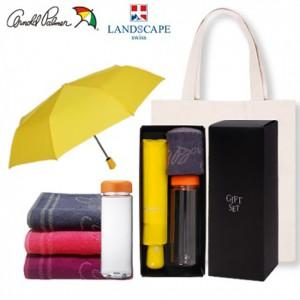 Arnold Palmer
LANDSCAPE
swiss
GIFT
SET